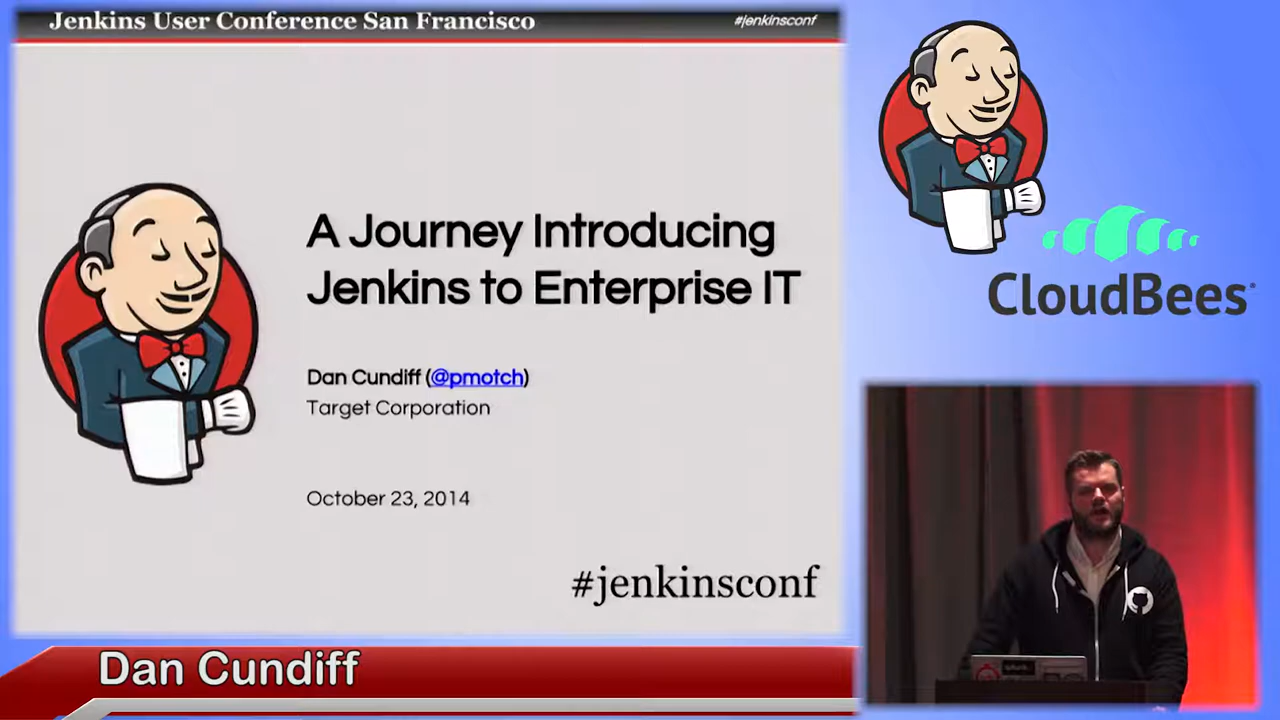 Jenkins User Conference San Francisco
#jenkinsconf
A Journey Introducing
Jenkins to Enterprise IT
Dan Cundiff (@pmotch)
Target Corporation
October 23, 2014
#jenkinsconf
CloudBees
Dan Cundiff